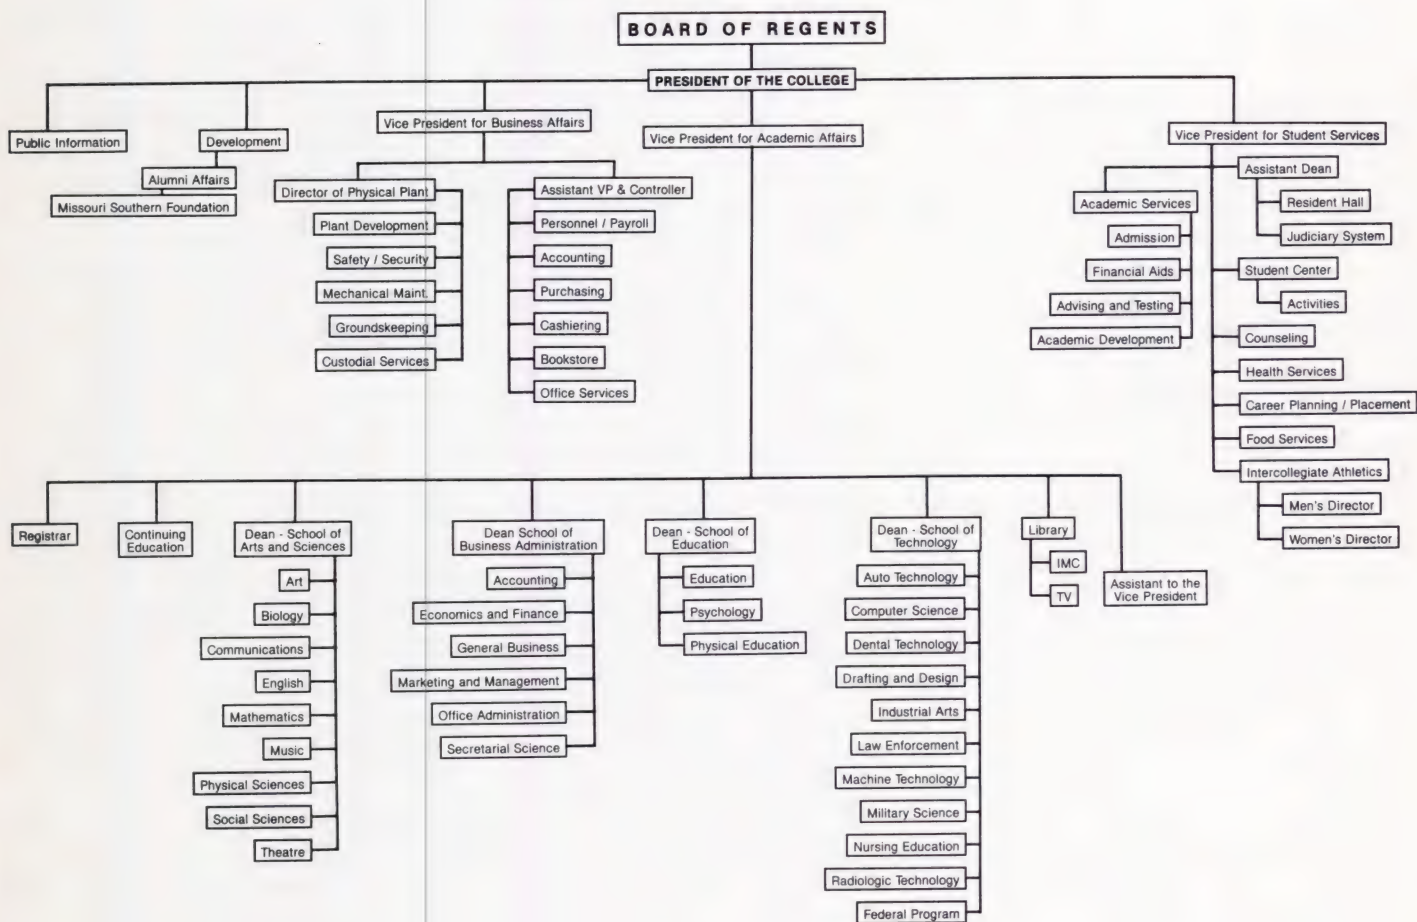 BOARD OF REGENTS
PRESIDENT OF THE COLLEGE
Public Information
Development
Alumni Affairs
Missouri Southern Foundation
Vice President for Business Affairs
Director of Physical Plant
Plant Development
Safety / Security
Mechanical Maint.
Groundskeeping
Custodial Services
Assistant VP & Controller
Personnel / Payroll
Accounting
Purchasing
Cashiering
Bookstore
Office Services
Vice President for Academic Affairs
Vice President for Student Services
Academic Services
Admission
Financial Aids
Advising and Testing
Academic Development
Assistant Dean
Resident Hall
Judiciary System
Student Center
Activities
Counseling
Health Services
Career Planning / Placement
Food Services
Intercollegiate Athletics
Men's Director
Women's Director
Registrar
Continuing
Education
Dean - School of
Arts and Sciences
Art
Biology
Communications
English
Mathematics
Music
Physical Sciences
Social Sciences
Theatre
Dean School of
Business Administration
Accounting
Economics and Finance
General Business
Marketing and Management
Office Administration
Secretarial Science
Dean - School of
Education
Education
Psychology
Physical Education
Dean - School of
Technology
Auto Technology
Computer Science
Dental Technology
Drafting and Design
Industrial Arts
Law Enforcement
Machine Technology
Military Science
Nursing Education
Radiologic Technology
Federal Program
Library
IMC
TV
Assistant to the
Vice President